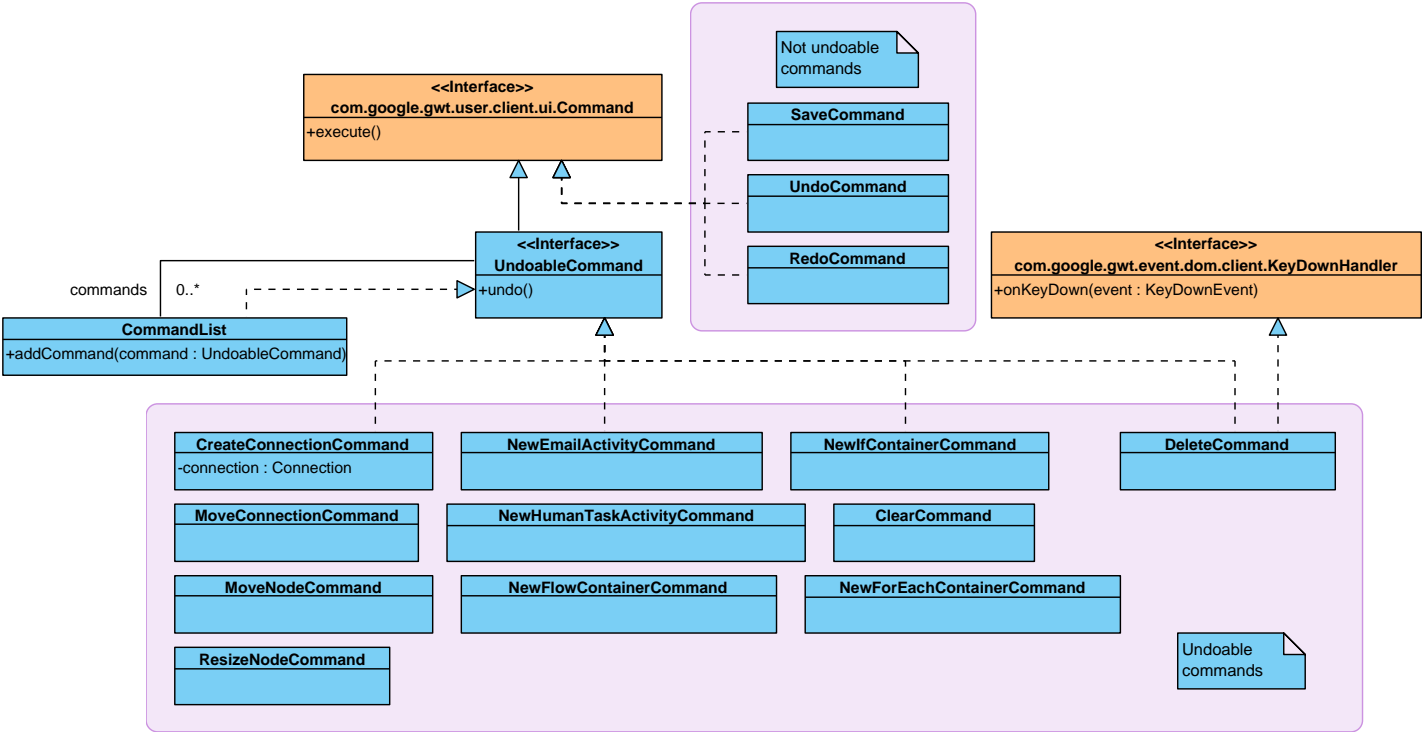 Not undoable
commands
<<Interface>>
com.google.gwt.user.client.ui.Command
+execute()
SaveCommand
UndoCommand
RedoCommand
<<Interface>>
UndoableCommand
+undo()
<<Interface>>
com.google.gwt.event.dom.client.KeyDownHandler
+onKeyDown(event : KeyDownEvent)
commands
0..*
CommandList
+addCommand(command : UndoableCommand)
CreateConnectionCommand
-connection : Connection
NewEmailActivityCommand
NewIfContainerCommand
DeleteCommand
MoveConnectionCommand
NewHumanTaskActivityCommand
ClearCommand
MoveNodeCommand
NewFlowContainerCommand
NewForEachContainerCommand
ResizeNodeCommand
Undoable
commands